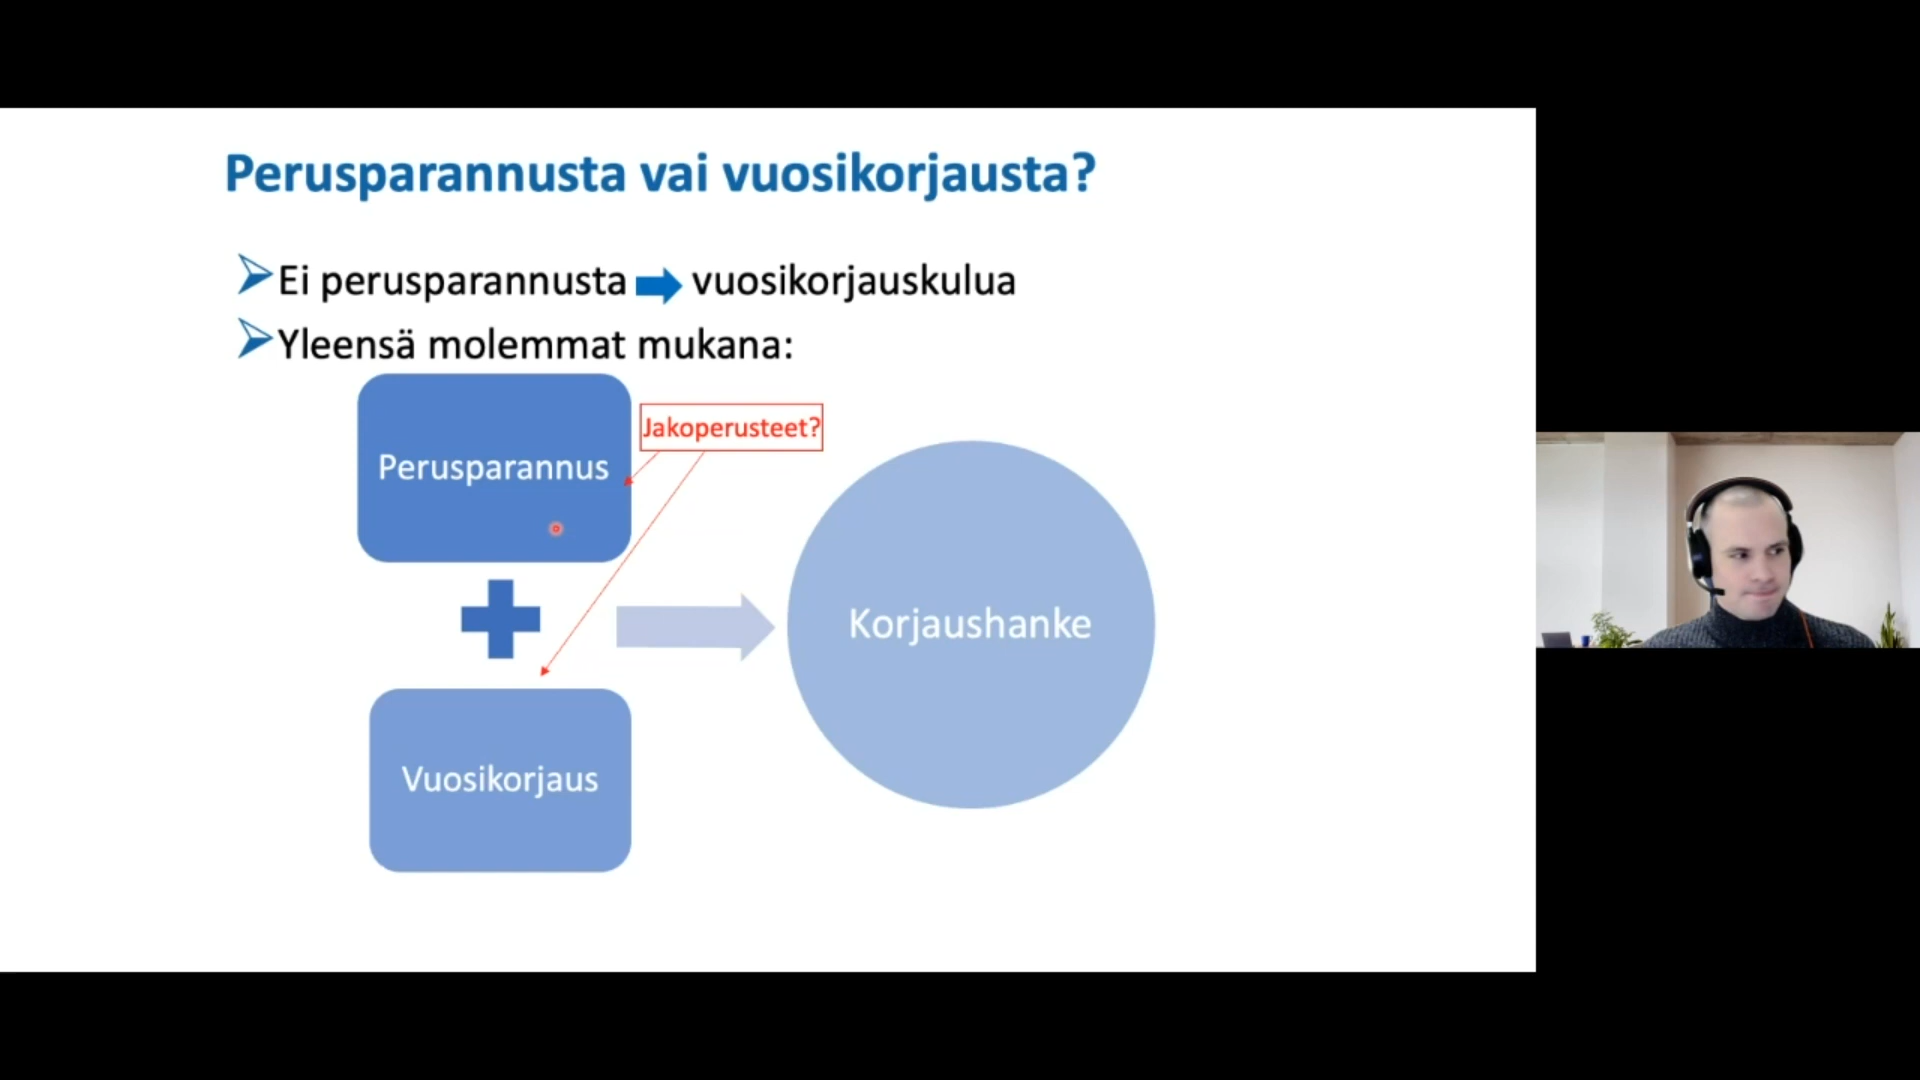 Perusparannusta vai vuosikorjausta?
Ei perusparannusta vuosikorjauskulua
Yleensä molemmat mukana:
Jakoperusteet?
Perusparannus
Korjaushanke
Vuosikorjaus